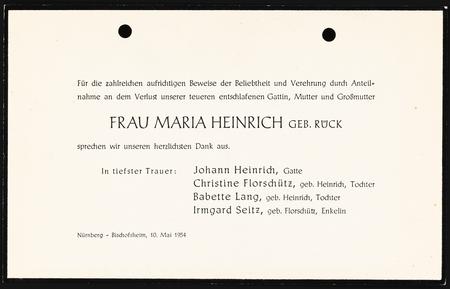 Für die zahlreichen aufrichtigen Beweise der Beliebtheit und Verehrung durch Anteil-
nahme an dem Verlust unserer teueren entschlafenen Gattin, Mutter und Großmutter
FRAU MARIA HEINRICH GEB. RÜCK
sprechen wir unseren herzlichsten Dank aus.
In tiefster Trauer: Johann Heinrich, Gatte
Christine Florschütz, geb. Heinrich, Tochter
Babette Lang, geb. Heinrich, Tochter
Irmgard Seitz, geb. Florschütz, Enkelin
Nürnberg - Bischofsheim, 10. Mai 1954